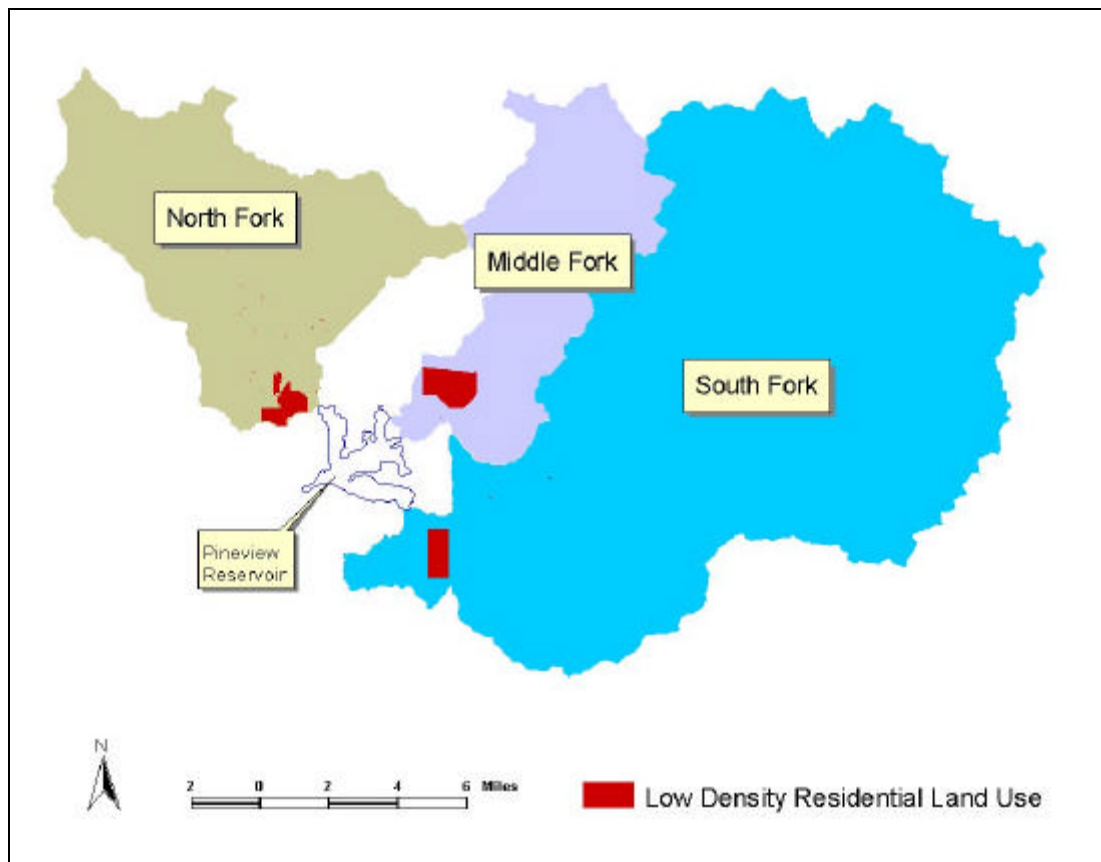 North Fork
Middle Fork
South Fork
Pineview
Reservoir
N
2 0 2 4 6 Miles
Low Density Residential Land Use